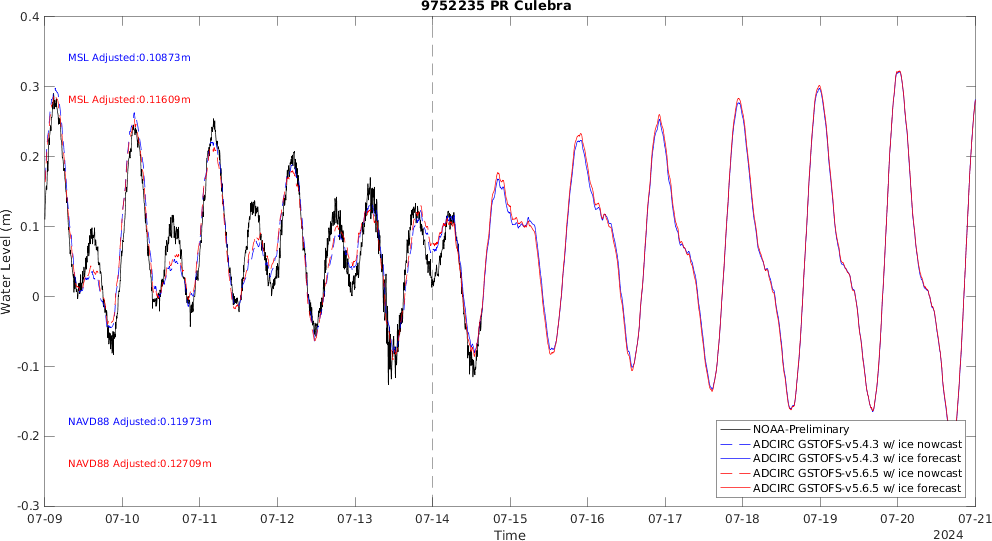 9752235 PR Culebra
0.4
0.3
0.2
0.1
0
-0.1
-0.2
-0.3
Water Level (m)
MSL Adjusted:0.10873m
MSL Adjusted:0.11609m
NAVD88 Adjusted:0.11973m
NAVD88 Adjusted:0.12709m
NOAA-Preliminary
ADCIRC GSTOFS-v5.4.3 w/ ice nowcast
ADCIRC GSTOFS-v5.4.3 w/ ice forecast
ADCIRC GSTOFS-v5.6.5 w/ ice nowcast
ADCIRC GSTOFS-v5.6.5 w/ ice forecast
07-09 07-10 07-11 07-12 07-13 07-14 07-15 07-16 07-17 07-18 07-19 07-20 07-21
Time
2024